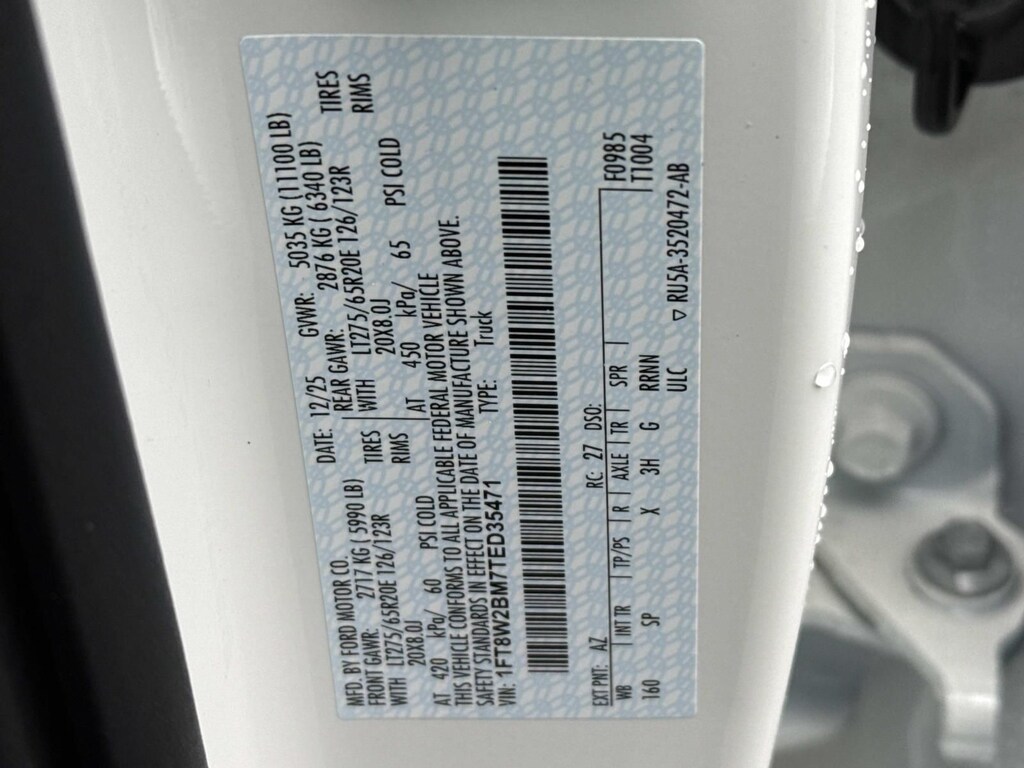 MFD. BY FORD MOTOR CO. DATE: 12/25 GVWR: 5035 KG (11100 LB)
FRONT GAWR: 2717 KG ( 5990 LB) REAR GAWR: 2876 KG ( 6340 LB)
WITH LT275/65R20E 126/123R TIRES WITH LT275/65R20E 126/123R TIRES
20X8.0J RIMS 20X8.0J RIMS
AT 420 kPa/ 60 PSI COLD AT 450 kPa/ 65 PSI COLD
THIS VEHICLE CONFORMS TO ALL APPLICABLE FEDERAL MOTOR VEHICLE
SAFETY STANDARDS IN EFFECT ON THE DATE OF MANUFACTURE SHOWN ABOVE.
VIN: 1FT8W2BM7TED35471 TYPE: Truck
EXT PNT: AZ RC: 27 DSO: F0985
WB INT TR TP/PS R AXLE TR SPR T1004
160 SP X 3H G RRNN
ULC ▽ RU5A-3520472-AB